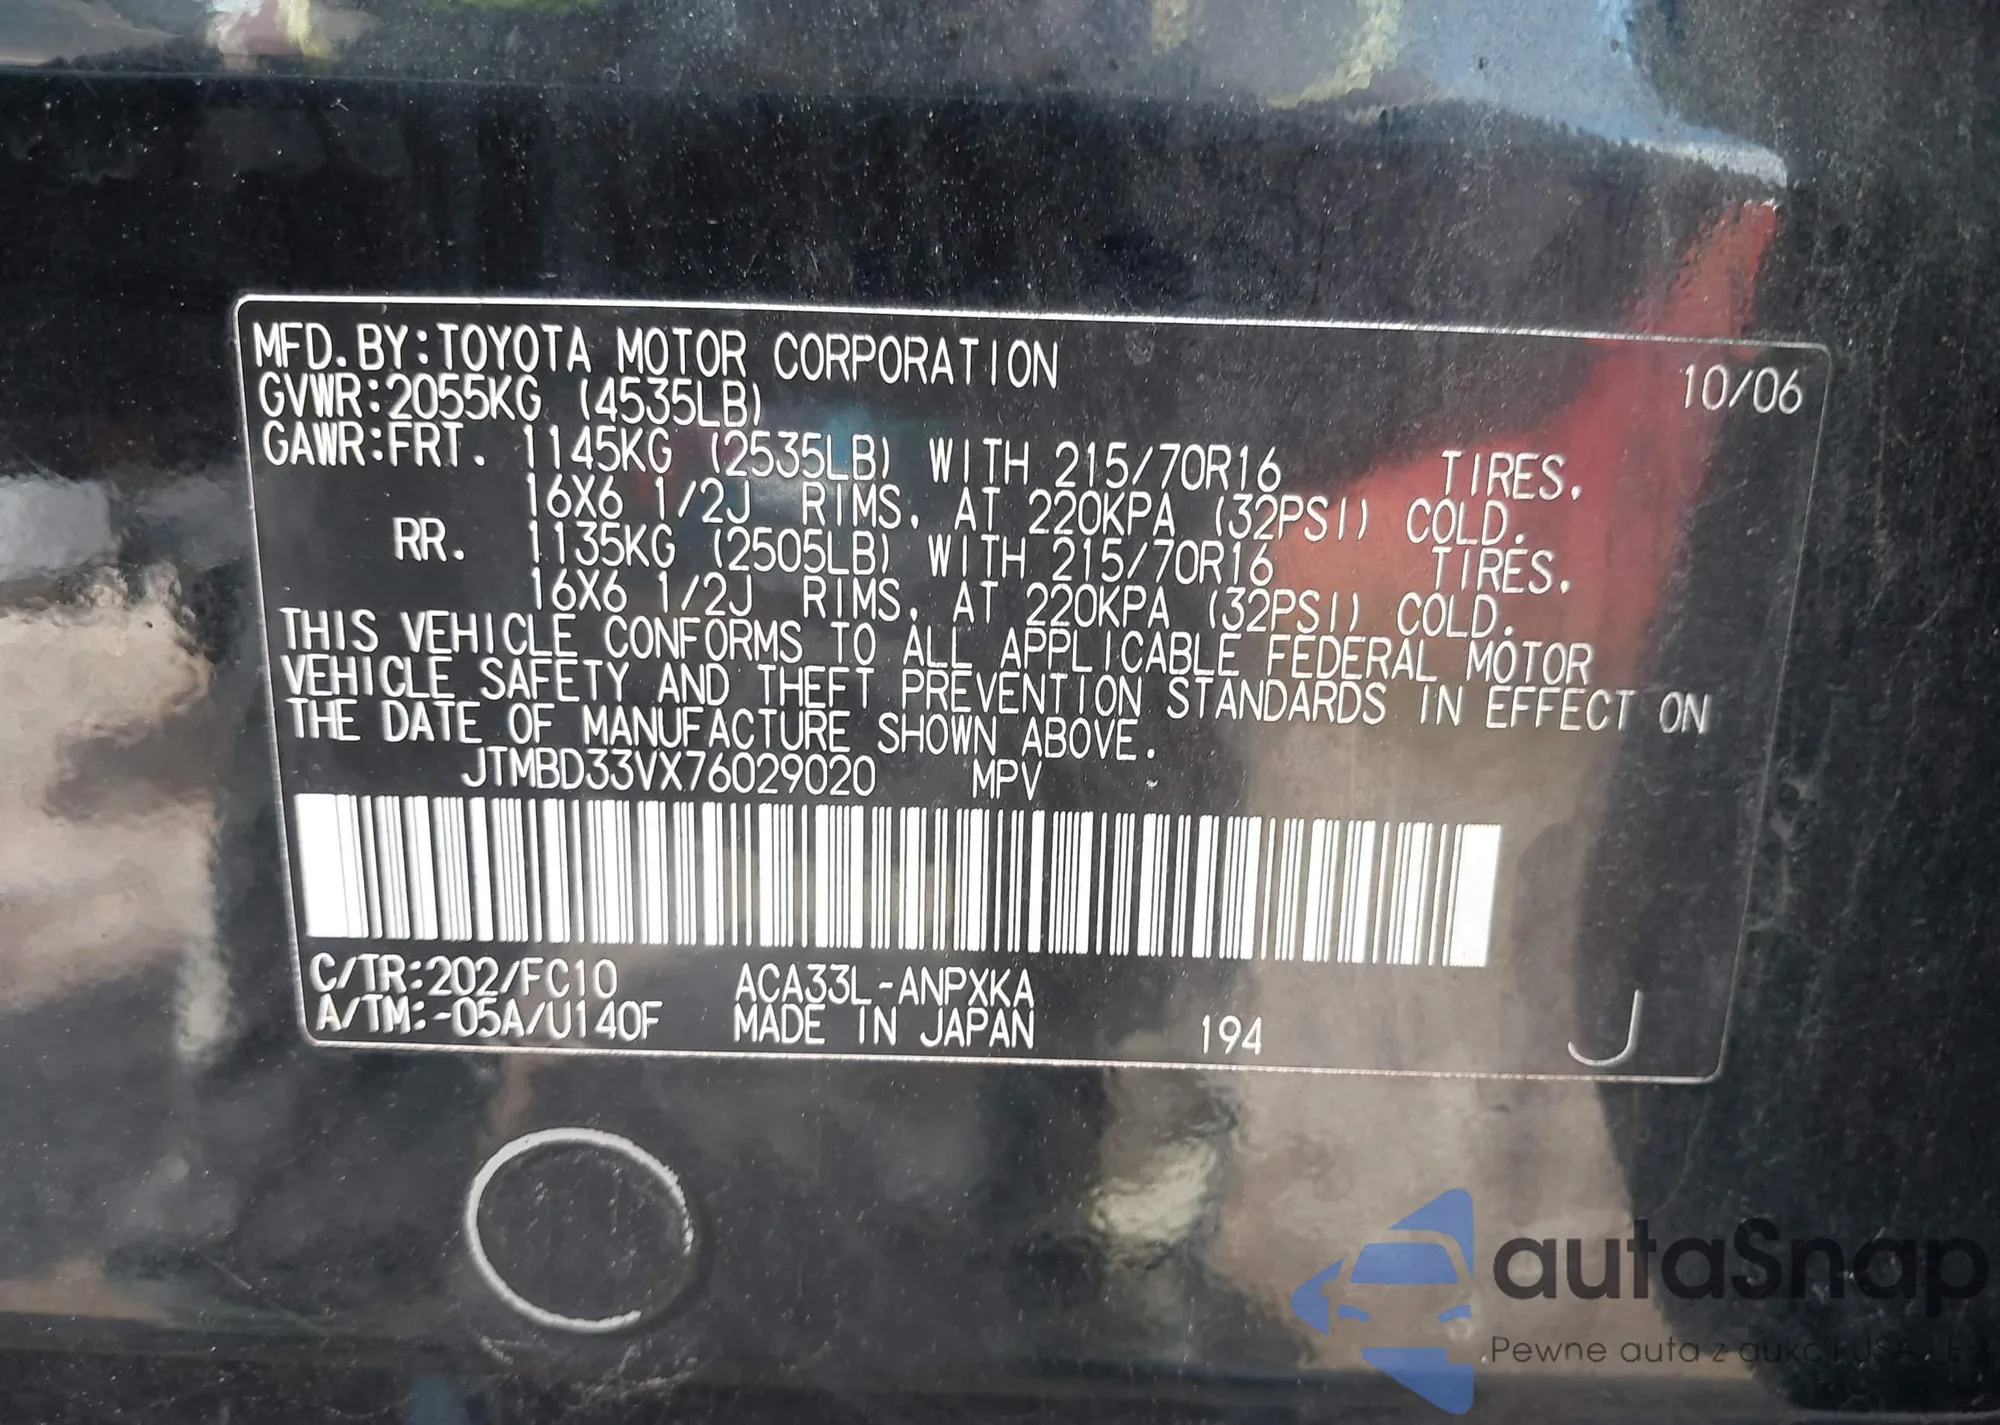 MFD.BY:TOYOTA MOTOR CORPORATION 10/06
GVWR:2055KG (4535LB)
GAWR:FRT. 1145KG (2535LB) WITH 215/70R16 TIRES,
16X6 1/2J RIMS, AT 220KPA (32PSI) COLD.
RR. 1135KG (2505LB) WITH 215/70R16 TIRES,
16X6 1/2J RIMS, AT 220KPA (32PSI) COLD.
THIS VEHICLE CONFORMS TO ALL APPLICABLE FEDERAL MOTOR
VEHICLE SAFETY AND THEFT PREVENTION STANDARDS IN EFFECT ON
THE DATE OF MANUFACTURE SHOWN ABOVE.
JTMBD33VX76029020 MPV
C/TR:202/FC10 ACA33L-ANPXKA
A/TM:-05A/U140F MADE IN JAPAN 194 J
autaSnap
Pewne auta z aukcji USA